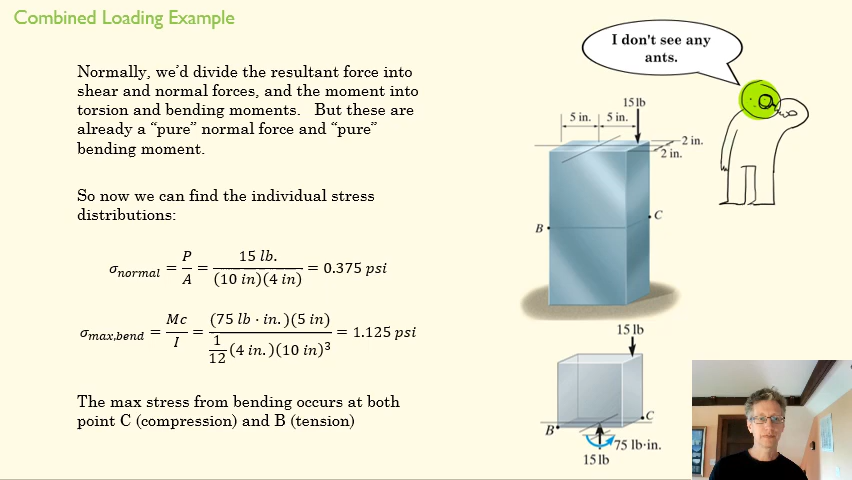 Combined Loading Example
I don't see any
ants.
Normally, we'd divide the resultant force into
shear and normal forces, and the moment into
torsion and bending moments. But these are
already a "pure" normal force and "pure"
bending moment.
So now we can find the individual stress
distributions:
σ_normal = P/A = 15 lb. / (10 in)(4 in) = 0.375 psi
σ_max,bend = Mc/I = (75 lb · in.)(5 in) / 1/12 (4 in.)(10 in)³ = 1.125 psi
The max stress from bending occurs at both
point C (compression) and B (tension)
15 lb
5 in. 5 in.
2 in.
2 in.
C
B
15 lb
C
B
75 lb·in.
15 lb